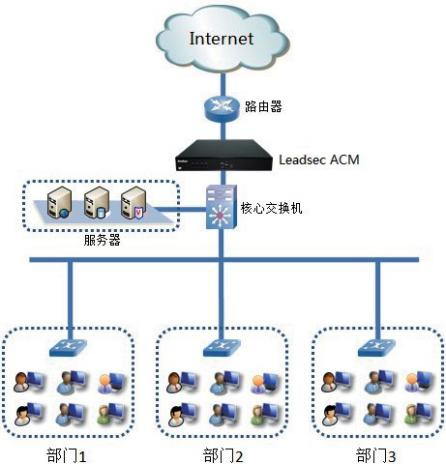 Internet
路由器
Leadsec ACM
核心交换机
服务器
部门1
部门2
部门3